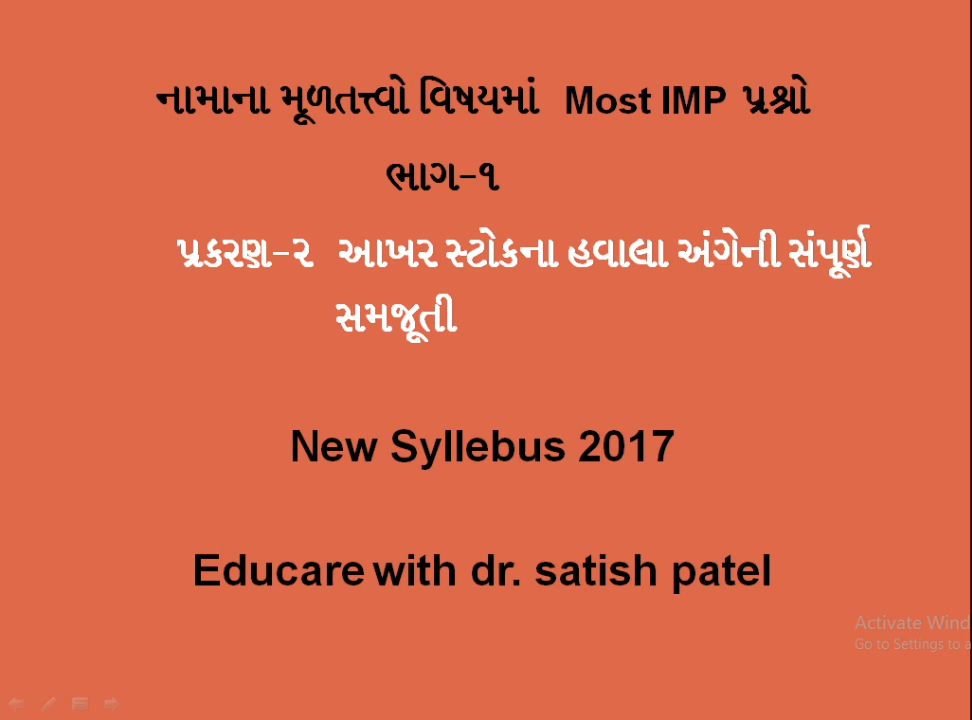 નામાના મૂળતત્ત્વો વિષયમાં Most IMP પ્રશ્નો
ભાગ-૧
પ્રકરણ-૨ આખર સ્ટોકના હવાલા અંગેની સંપૂર્ણ
સમજૂતી
New Syllebus 2017
Educare with dr. satish patel
Activate Wind
Go to Settings to a